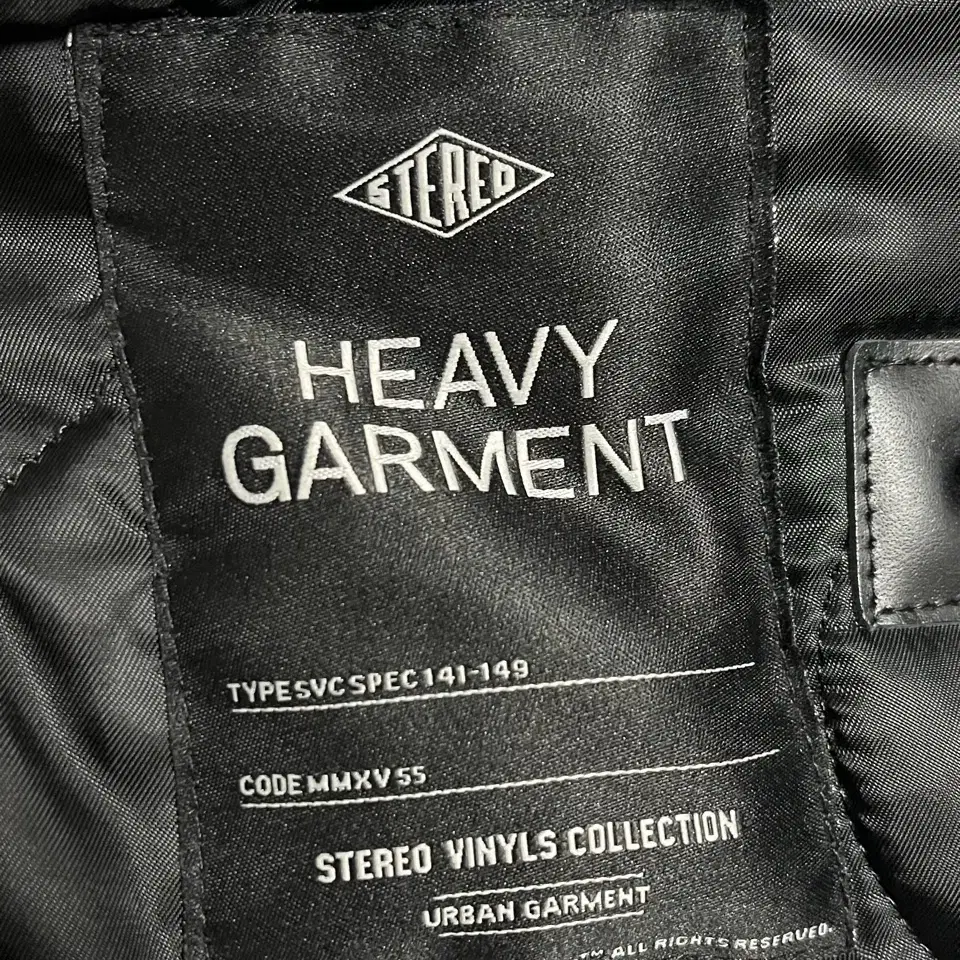 STEREO
HEAVY
GARMENT
TYPE SVC SPEC 141-149
CODE MMXV 55
STEREO VINYLS COLLECTION
URBAN GARMENT
™ ALL RIGHTS RESERVED.